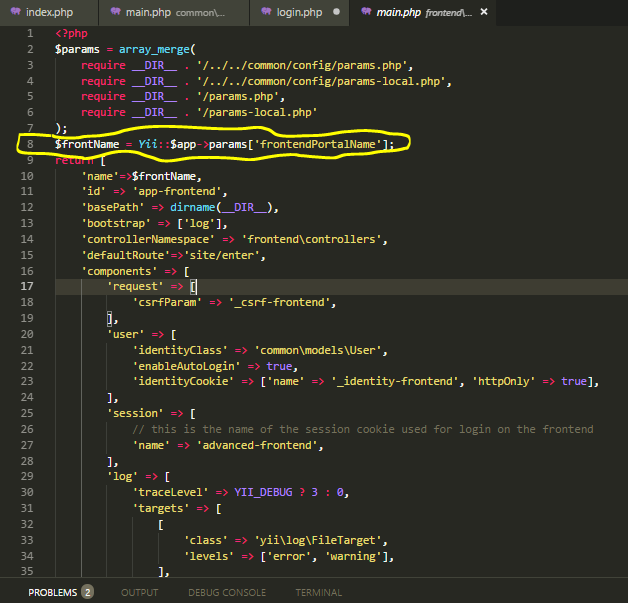 index.php main.php common\... login.php main.php frontend\...
1 <?php
2 $params = array_merge(
3 require __DIR__ . '/../../common/config/params.php',
4 require __DIR__ . '/../../common/config/params-local.php',
5 require __DIR__ . '/params.php',
6 require __DIR__ . '/params-local.php'
7 );
8 $frontName = Yii::$app->params['frontendPortalName'];
9 return [
10 'name'=>$frontName,
11 'id' => 'app-frontend',
12 'basePath' => dirname(__DIR__),
13 'bootstrap' => ['log'],
14 'controllerNamespace' => 'frontend\controllers',
15 'defaultRoute'=>'site/enter',
16 'components' => [
17 'request' => [
18 'csrfParam' => '_csrf-frontend',
19 ],
20 'user' => [
21 'identityClass' => 'common\models\User',
22 'enableAutoLogin' => true,
23 'identityCookie' => ['name' => '_identity-frontend', 'httpOnly' => true],
24 ],
25 'session' => [
26 // this is the name of the session cookie used for login on the frontend
27 'name' => 'advanced-frontend',
28 ],
29 'log' => [
30 'traceLevel' => YII_DEBUG ? 3 : 0,
31 'targets' => [
32 [
33 'class' => 'yii\log\FileTarget',
34 'levels' => ['error', 'warning'],
35 ],
PROBLEMS 2 OUTPUT DEBUG CONSOLE TERMINAL